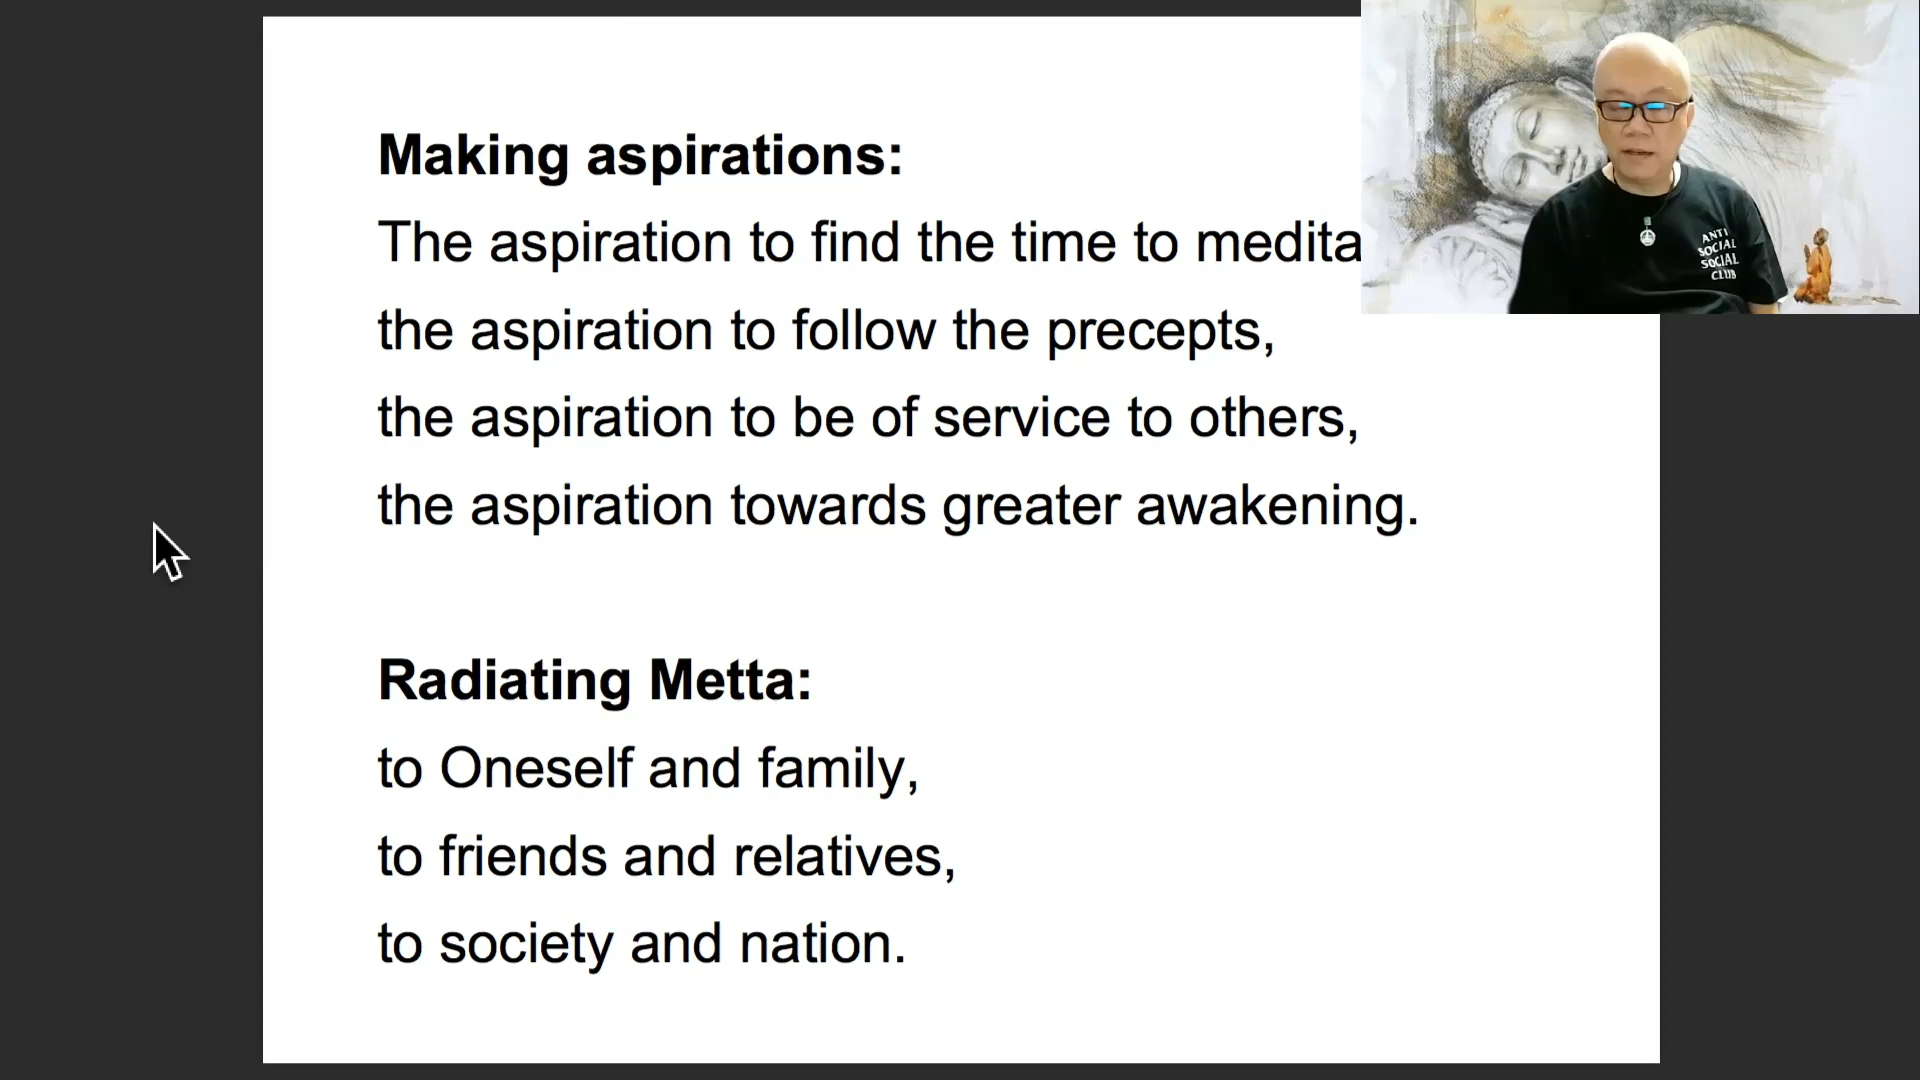 Making aspirations:
The aspiration to find the time to medita
the aspiration to follow the precepts,
the aspiration to be of service to others,
the aspiration towards greater awakening.
Radiating Metta:
to Oneself and family,
to friends and relatives,
to society and nation.
ANTI
SOCIAL
SOCIAL
CLUB